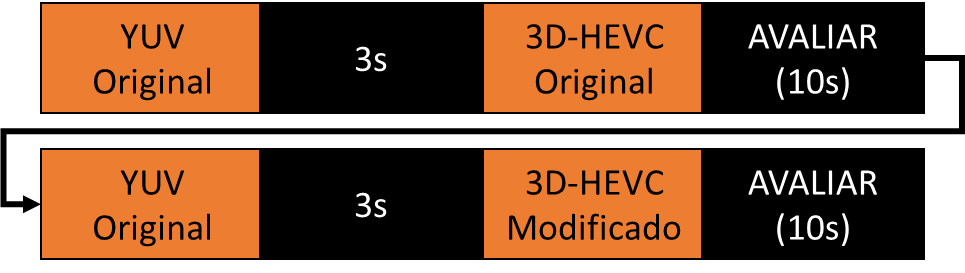 YUV
Original
3s
3D-HEVC
Original
AVALIAR
(10s)
YUV
Original
3s
3D-HEVC
Modificado
AVALIAR
(10s)